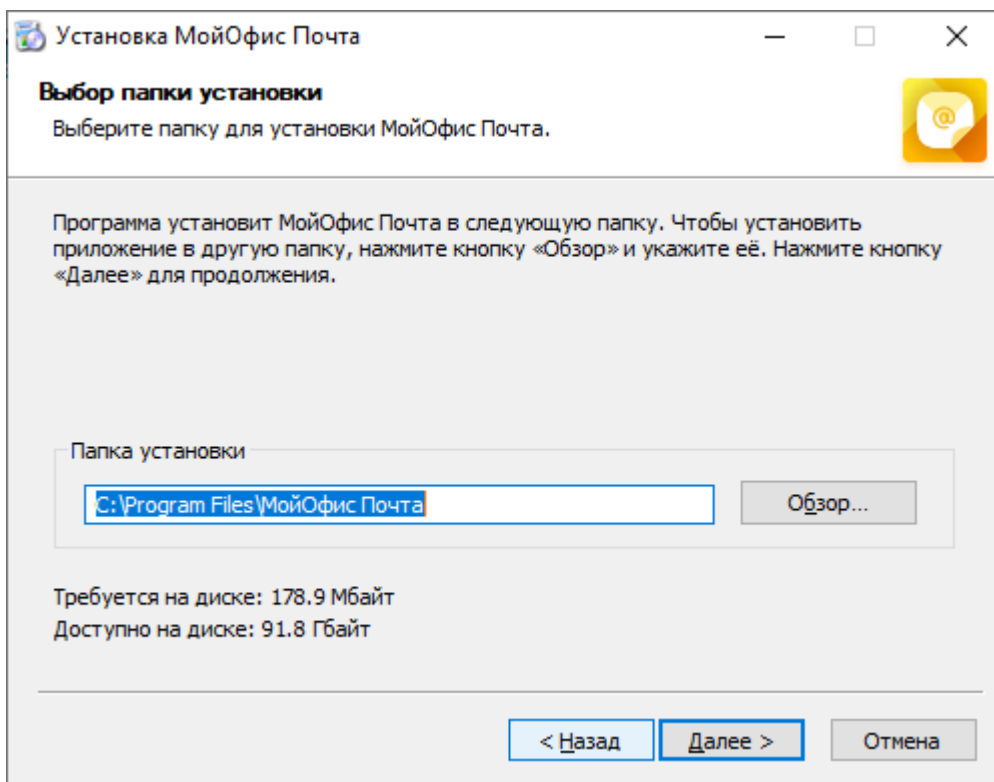 Установка МойОфис Почта
Выбор папки установки
Выберите папку для установки МойОфис Почта.
@
Программа установит МойОфис Почта в следующую папку. Чтобы установить
приложение в другую папку, нажмите кнопку «Обзор» и укажите её. Нажмите кнопку
«Далее» для продолжения.
Папка установки
C:\Program Files\МойОфис Почта
Обзор...
Требуется на диске: 178.9 Мбайт
Доступно на диске: 91.8 Гбайт
< Назад
Далее >
Отмена